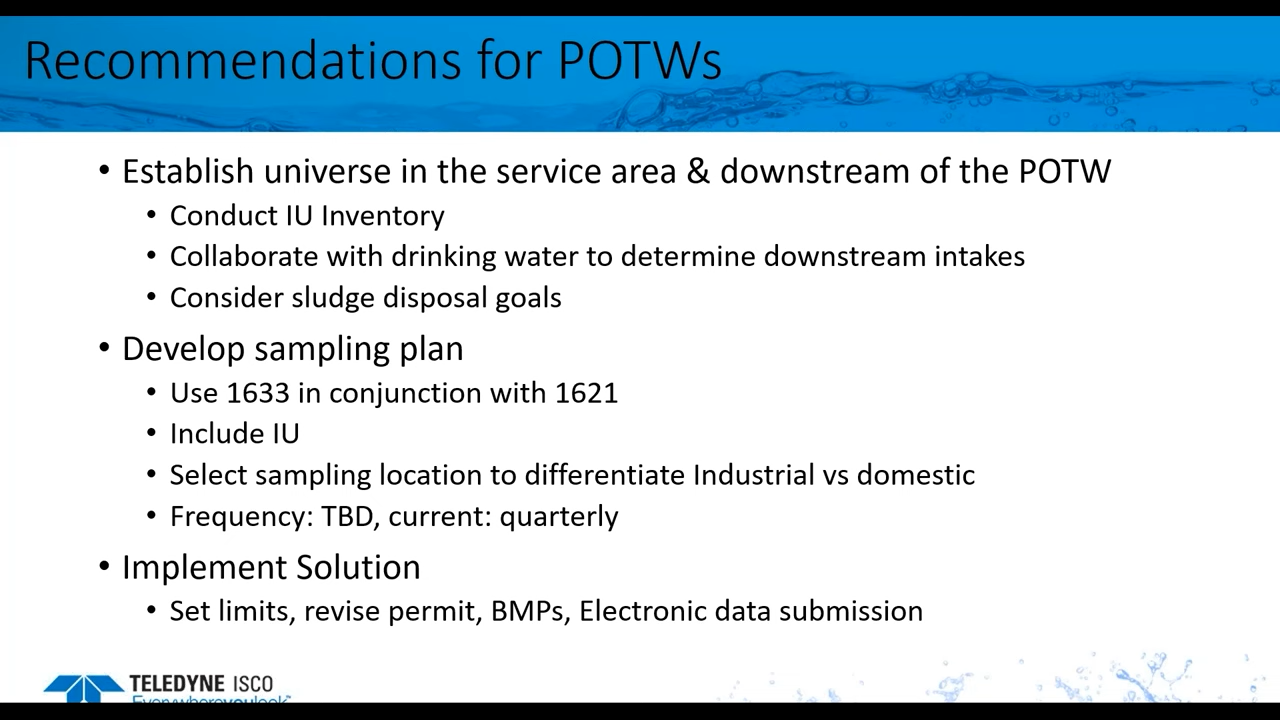 Recommendations for POTWs
• Establish universe in the service area & downstream of the POTW
• Conduct IU Inventory
• Collaborate with drinking water to determine downstream intakes
• Consider sludge disposal goals
• Develop sampling plan
• Use 1633 in conjunction with 1621
• Include IU
• Select sampling location to differentiate Industrial vs domestic
• Frequency: TBD, current: quarterly
• Implement Solution
• Set limits, revise permit, BMPs, Electronic data submission
TELEDYNE ISCO
Everywhereyoulook™